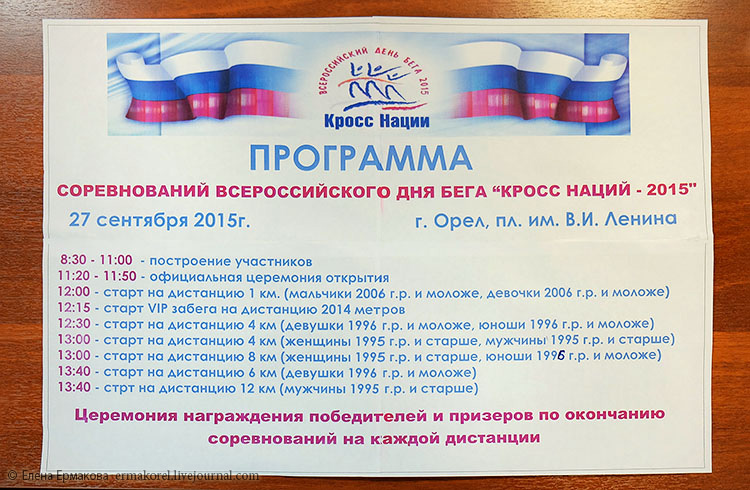 ВСЕРОССИЙСКИЙ ДЕНЬ БЕГА 2015
Кросс Нации
ПРОГРАММА
СОРЕВНОВАНИЙ ВСЕРОССИЙСКОГО ДНЯ БЕГА “КРОСС НАЦИЙ - 2015"
27 сентября 2015г.
г. Орел, пл. им. В.И. Ленина
8:30 - 11:00 - построение участников
11:20 - 11:50 - официальная церемония открытия
12:00 - старт на дистанцию 1 км. (мальчики 2006 г.р. и моложе, девочки 2006 г.р. и моложе)
12:15 - старт VIP забега на дистанцию 2014 метров
12:30 - старт на дистанцию 4 км (девушки 1996 г.р. и моложе, юноши 1996 г.р. и моложе)
13:00 - старт на дистанцию 4 км (женщины 1995 г.р. и старше, мужчины 1995 г.р. и старше)
13:00 - старт на дистанцию 8 км (женщины 1995 г.р. и старше, юноши 1996 г.р. и моложе)
13:40 - старт на дистанцию 6 км (девушки 1996 г.р. и моложе)
13:40 - стрт на дистанцию 12 км (мужчины 1995 г.р. и старше)
Церемония награждения победителей и призеров по окончанию
соревнований на каждой дистанции
© Елена Ермакова ermakorel.livejournal.com